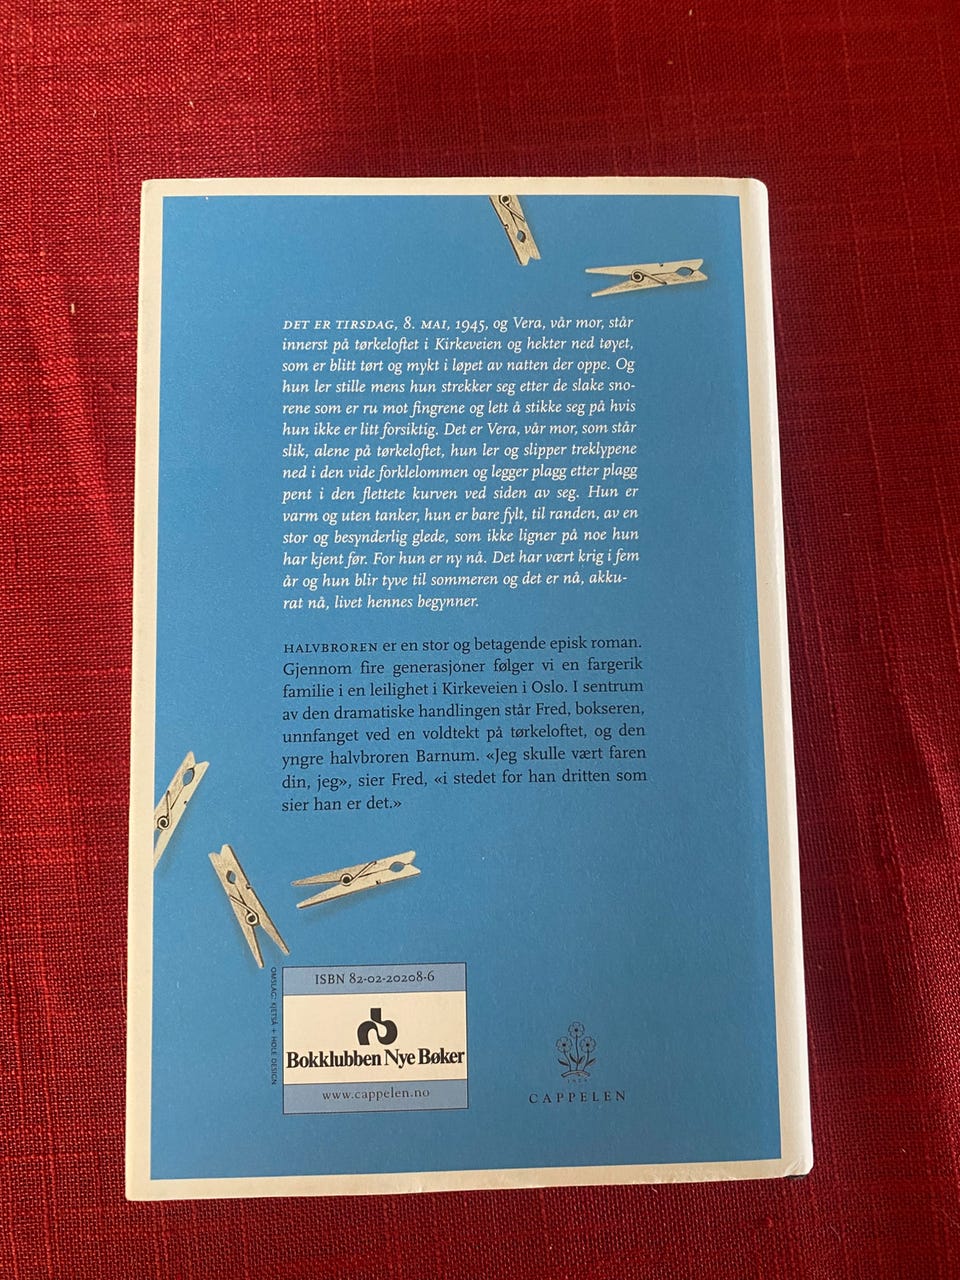 DET ER TIRSDAG, 8. MAI, 1945, og Vera, vår mor, står
innerst på tørkeloftet i Kirkeveien og hekter ned tøyet,
som er blitt tørt og mykt i løpet av natten der oppe. Og
hun ler stille mens hun strekker seg etter de slake sno-
rene som er ru mot fingrene og lett å stikke seg på hvis
hun ikke er litt forsiktig. Det er Vera, vår mor, som står
slik, alene på tørkeloftet, hun ler og slipper treklypene
ned i den vide forklelommen og legger plagg etter plagg
pent i den flettete kurven ved siden av seg. Hun er
varm og uten tanker, hun er bare fylt, til randen, av en
stor og besynderlig glede, som ikke ligner på noe hun
har kjent før. For hun er ny nå. Det har vært krig i fem
år og hun blir tyve til sommeren og det er nå, akku-
rat nå, livet hennes begynner.
HALVBROREN er en stor og betagende episk roman.
Gjennom fire generasjoner følger vi en fargerik
familie i en leilighet i Kirkeveien i Oslo. I sentrum
av den dramatiske handlingen står Fred, bokseren,
unnfanget ved en voldtekt på tørkeloftet, og den
yngre halvbroren Barnum. «Jeg skulle vært faren
din, jeg», sier Fred, «i stedet for han dritten som
sier han er det.»
OMSLAG: KJETSÅ + HOLE DESIGN
ISBN 82-02-20208-6
Bokklubben Nye Bøker
www.cappelen.no
CAPPELEN